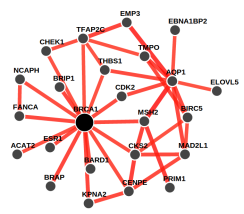 EMP3
EBNA1BP2
TFAP2C
CHEK1
TMPO
THBS1
NCAPH
BRIP1
AQP1
ELOVL5
CDK2
FANCA
BRCA1
MSH2
BIRC5
ACAT2
ESR1
CKS2
MAD2L1
BARD1
BRAP
KPNA2
CENPE
PRIM1